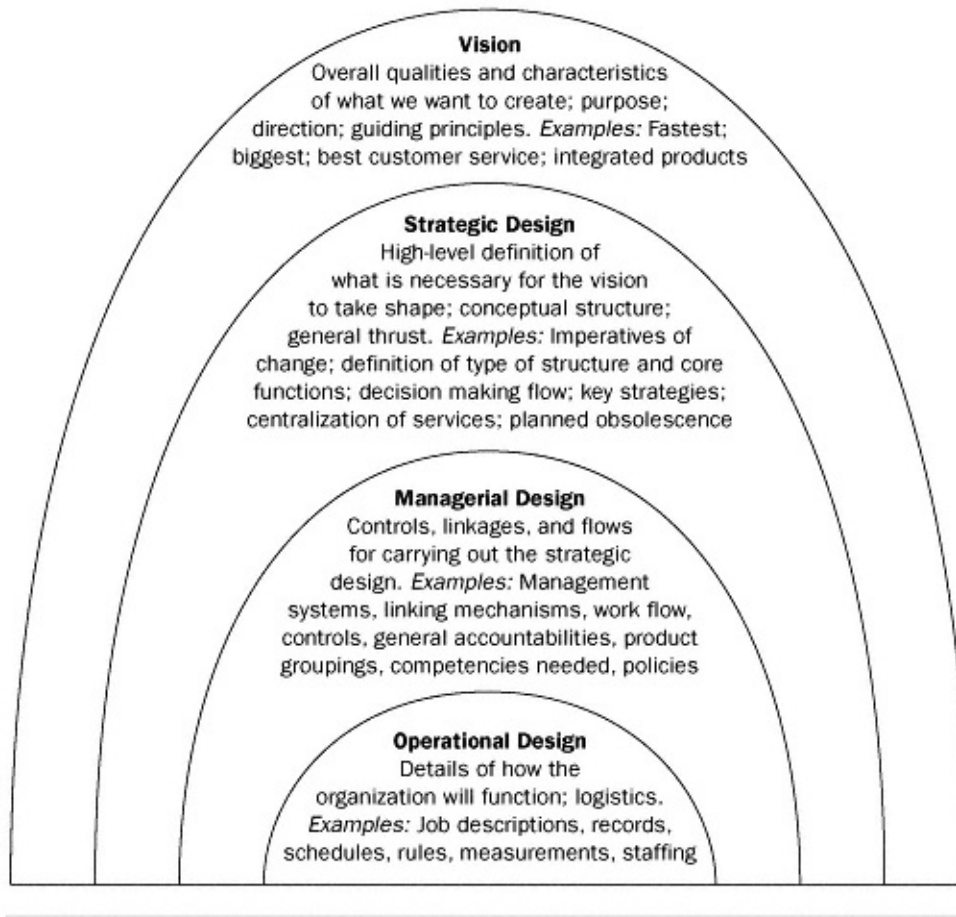 Vision
Overall qualities and characteristics
of what we want to create; purpose;
direction; guiding principles. Examples: Fastest;
biggest; best customer service; integrated products
Strategic Design
High-level definition of
what is necessary for the vision
to take shape; conceptual structure;
general thrust. Examples: Imperatives of
change; definition of type of structure and core
functions; decision making flow; key strategies;
centralization of services; planned obsolescence
Managerial Design
Controls, linkages, and flows
for carrying out the strategic
design. Examples: Management
systems, linking mechanisms, work flow,
controls, general accountabilities, product
groupings, competencies needed, policies
Operational Design
Details of how the
organization will function; logistics.
Examples: Job descriptions, records,
schedules, rules, measurements, staffing